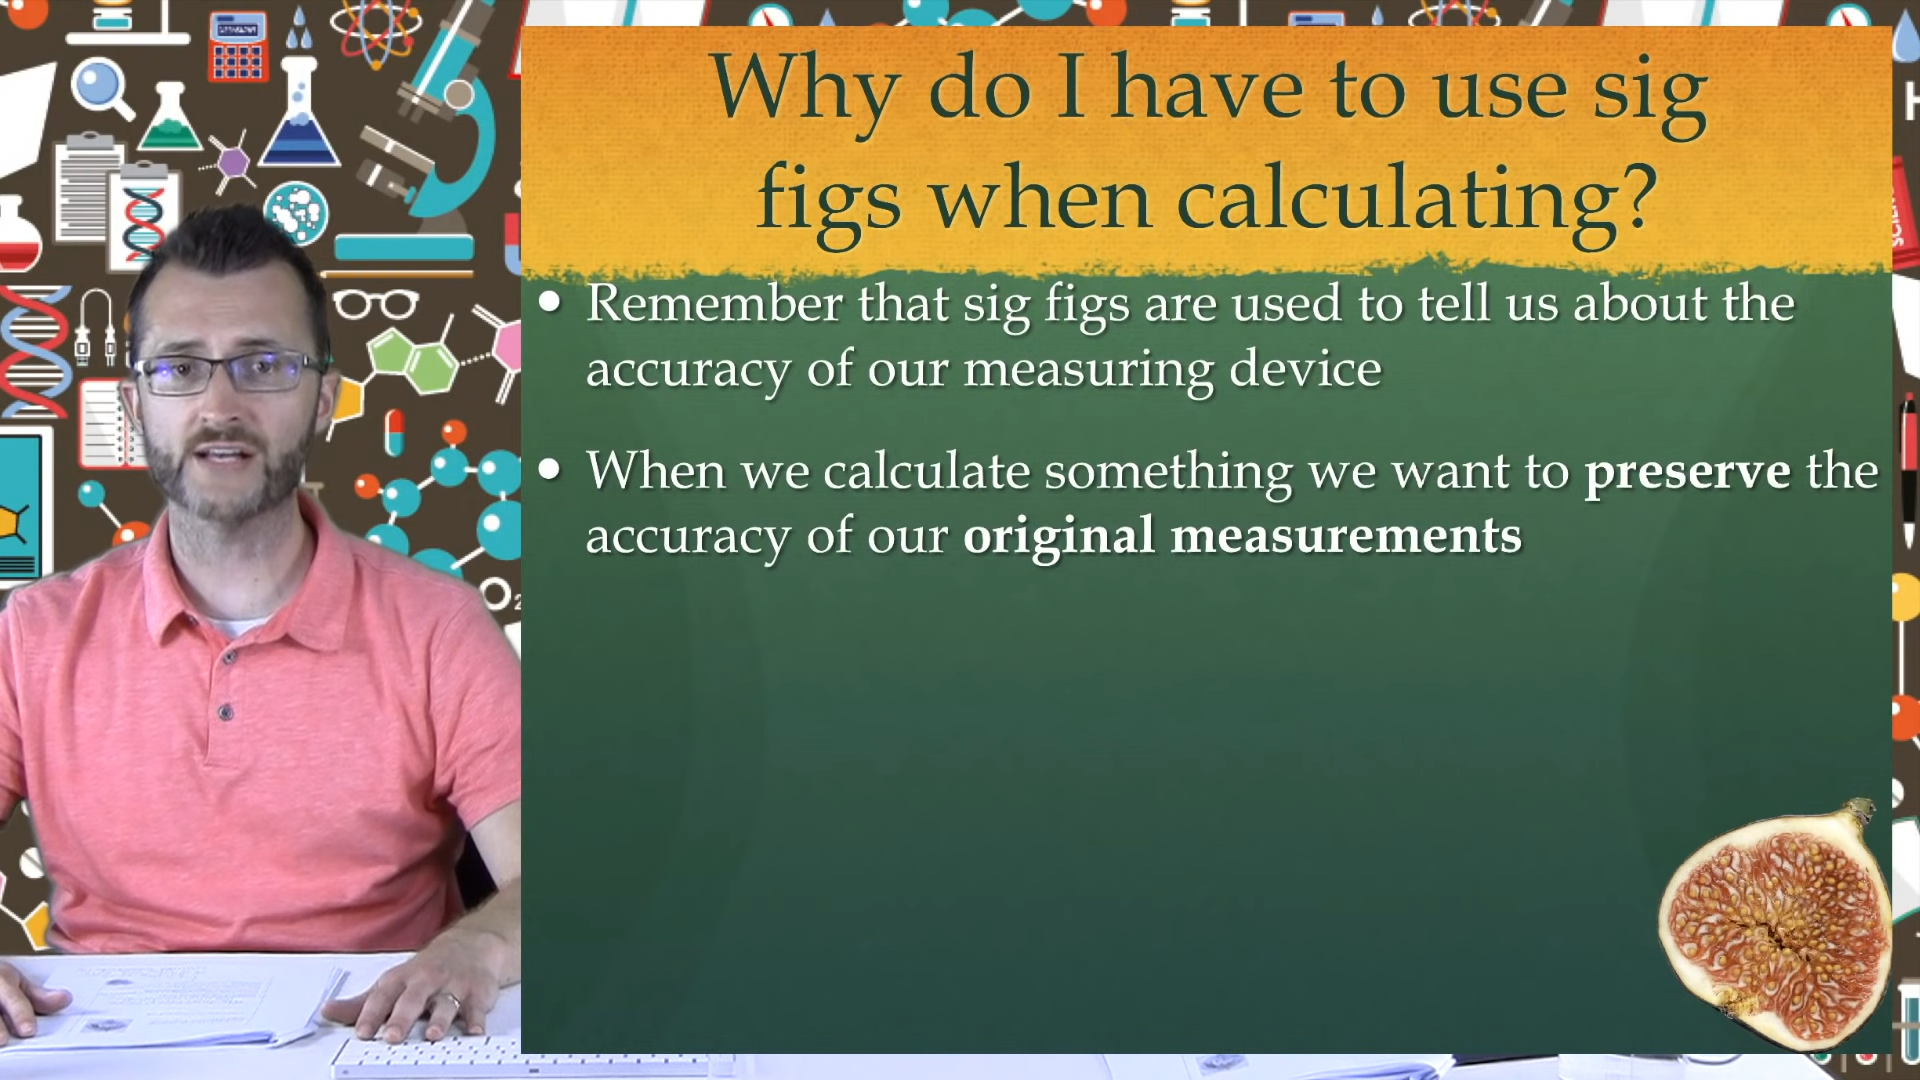 Why do I have to use sig
figs when calculating?
• Remember that sig figs are used to tell us about the
accuracy of our measuring device
• When we calculate something we want to preserve the
accuracy of our original measurements
O₂
H